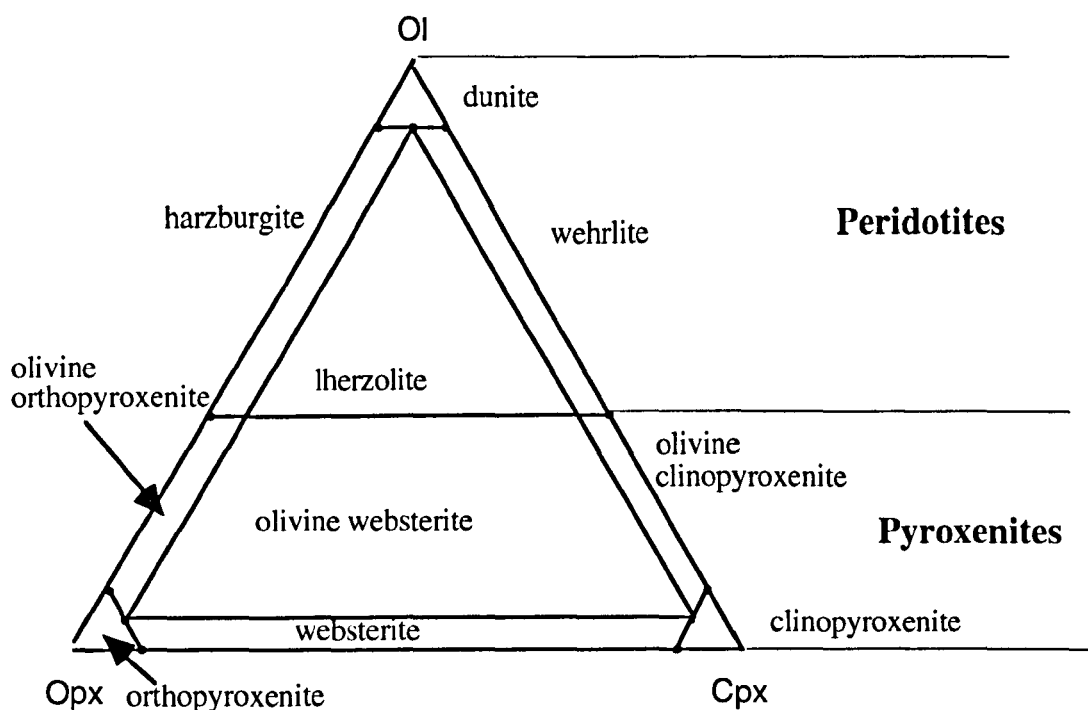 Ol
dunite
harzburgite
wehrlite
Peridotites
olivine
orthopyroxenite
lherzolite
olivine
clinopyroxenite
olivine websterite
Pyroxenites
websterite
clinopyroxenite
Opx
orthopyroxenite
Cpx